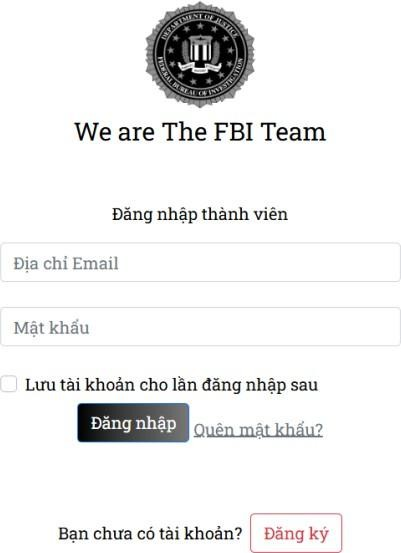 DEPARTMENT OF JUSTICE
FEDERAL BUREAU OF INVESTIGATION
We are The FBI Team
Đăng nhập thành viên
Địa chỉ Email
Mật khẩu
Lưu tài khoản cho lần đăng nhập sau
Đăng nhập Quên mật khẩu?
Bạn chưa có tài khoản? Đăng ký